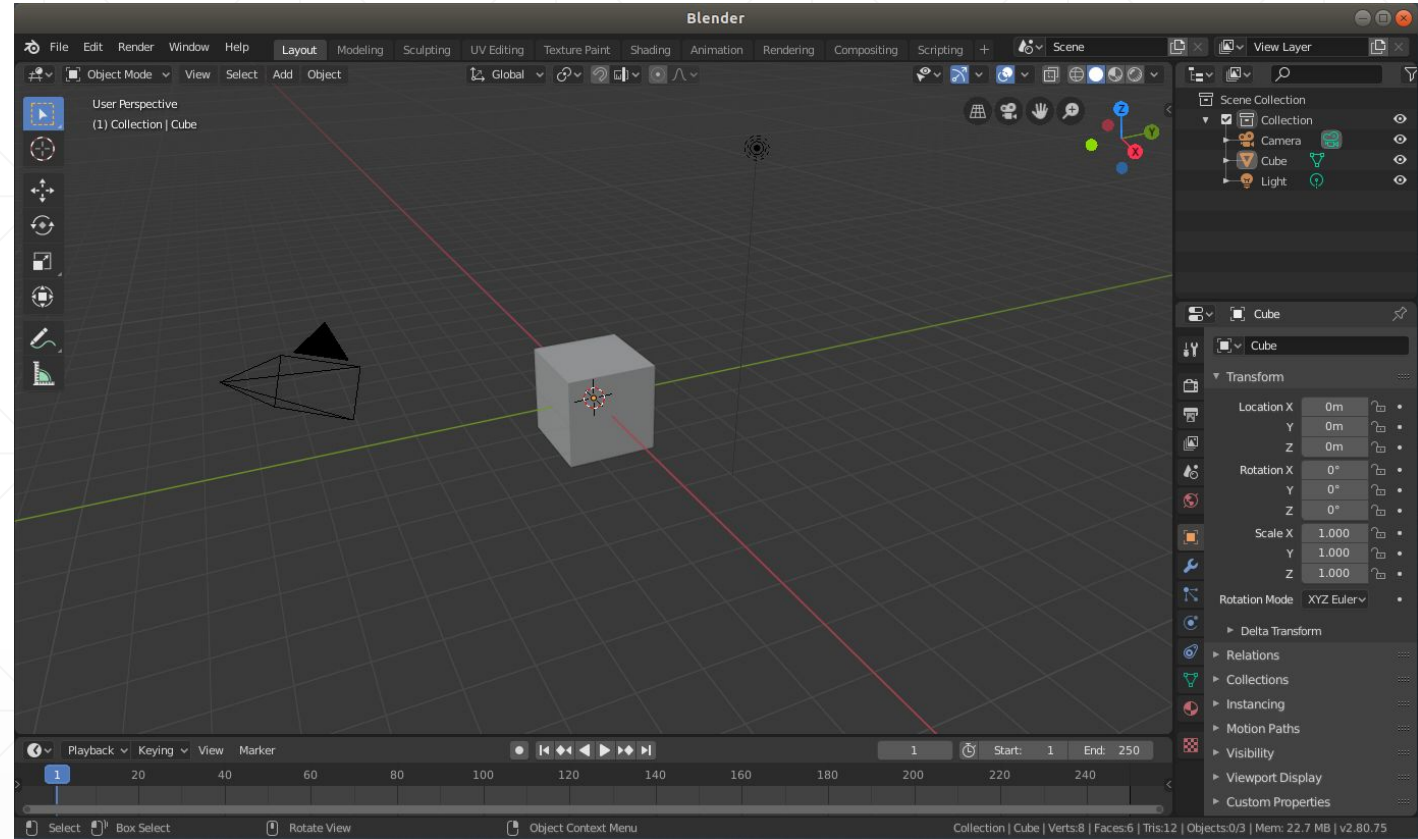 Blender
File Edit Render Window Help Layout Modeling Sculpting UV Editing Texture Paint Shading Animation Rendering Compositing Scripting + Scene View Layer
Object Mode View Select Add Object Global
User Perspective
(1) Collection | Cube
Z
Y
X
Scene Collection
Collection
Camera
Cube
Light
Cube
Cube
Transform
Location X 0m
Y 0m
Z 0m
Rotation X 0°
Y 0°
Z 0°
Scale X 1.000
Y 1.000
Z 1.000
Rotation Mode XYZ Euler
Delta Transform
Relations
Collections
Instancing
Motion Paths
Visibility
Viewport Display
Custom Properties
Playback Keying View Marker 1 Start: 1 End: 250
1 20 40 60 80 100 120 140 160 180 200 220 240
Select Box Select Rotate View Object Context Menu Collection | Cube | Verts:8 | Faces:6 | Tris:12 | Objects:0/3 | Mem: 22.7 MB | v2.80.75